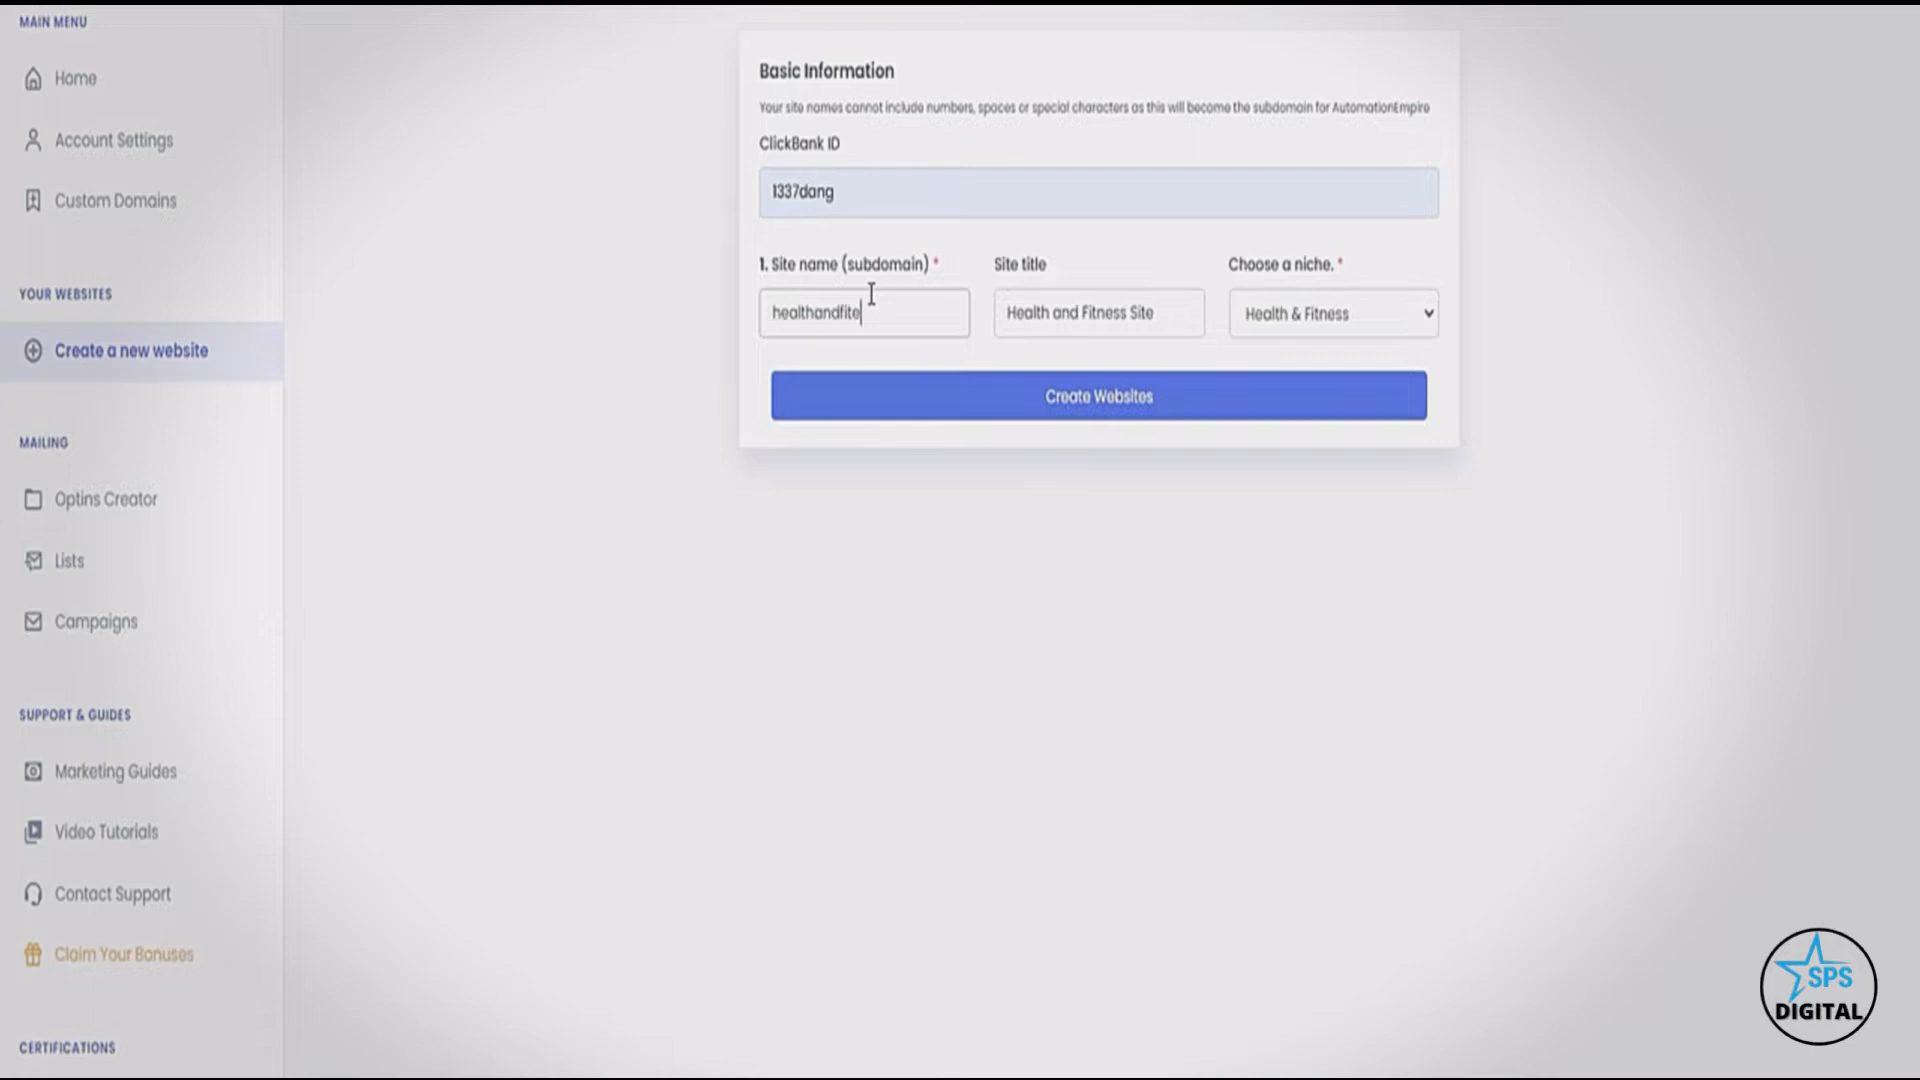 MAIN MENU
Home
Account Settings
Custom Domains
YOUR WEBSITES
Create a new website
MAILING
Optins Creator
Lists
Campaigns
SUPPORT & GUIDES
Marketing Guides
Video Tutorials
Contact Support
Claim Your Bonuses
CERTIFICATIONS
Basic Information
Your site names cannot include numbers, spaces or special characters as this will become the subdomain for AutomationEmpire
ClickBank ID
1337dang
1. Site name (subdomain) *
Site title
Choose a niche. *
healthandfite
Health and Fitness Site
Health & Fitness
Create Websites
SPS
DIGITAL